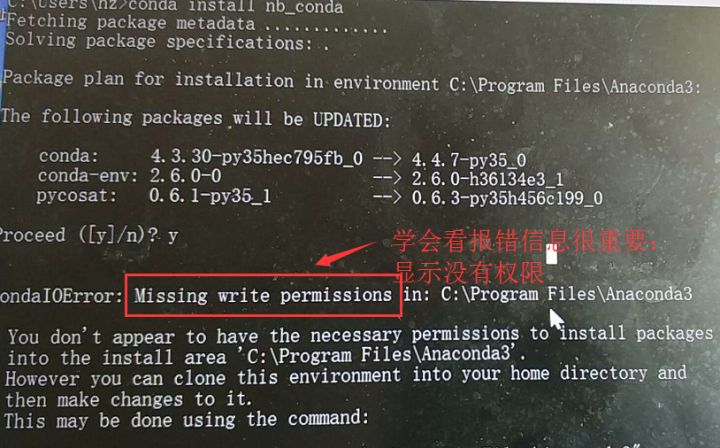 C:\Users\hz>conda install nb_conda
Fetching package metadata .............
Solving package specifications: .
Package plan for installation in environment C:\Program Files\Anaconda3:
The following packages will be UPDATED:
conda: 4.3.30-py35hec795fb_0 --> 4.4.7-py35_0
conda-env: 2.6.0-0 --> 2.6.0-h36134e3_1
pycosat: 0.6.1-py35_1 --> 0.6.3-py35h456c199_0
Proceed ([y]/n)? y
学会看报错信息很重要:
显示没有权限
ondaIOError: Missing write permissions in: C:\Program Files\Anaconda3
You don't appear to have the necessary permissions to install packages
into the install area 'C:\Program Files\Anaconda3'.
However you can clone this environment into your home directory and
then make changes to it.
This may be done using the command: